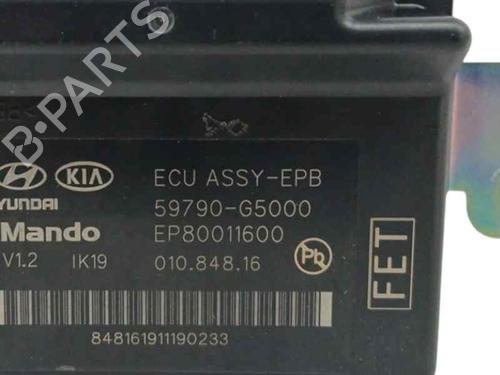 ECU ASSY-EPB
KIA
HYUNDAI
59790-G5000
Mando
EP80011600
V1.2
IK19
010.848.16
Pb
FET
848161911190233
B-PARTS